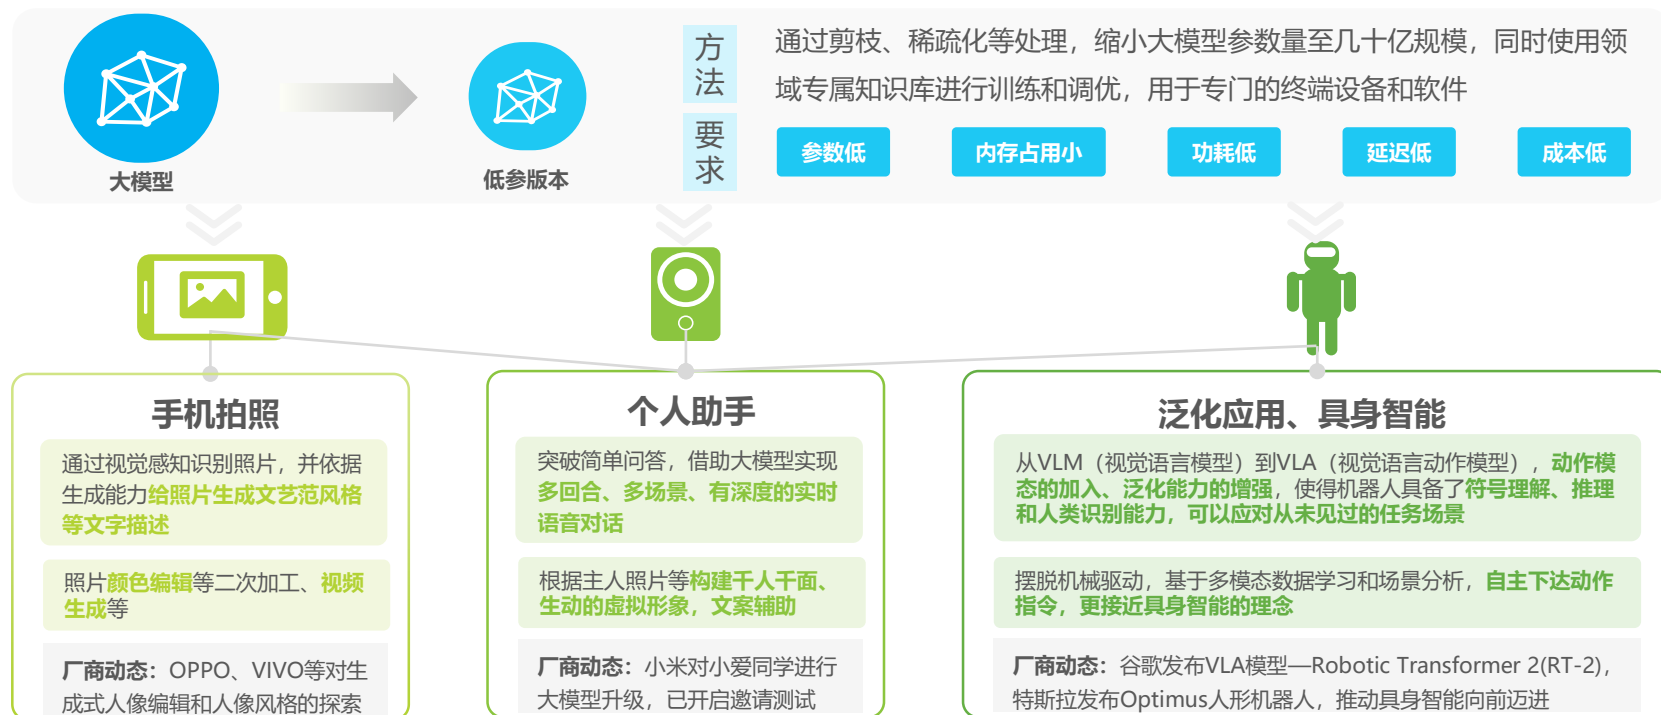 大模型
低参版本
方法
通过剪枝、稀疏化等处理，缩小大模型参数量至几十亿规模，同时使用领
域专属知识库进行训练和调优，用于专门的终端设备和软件
要求
参数低
内存占用小
功耗低
延迟低
成本低
手机拍照
通过视觉感知识别照片，并依据
生成能力给照片生成文艺范风格
等文字描述
照片颜色编辑等二次加工、视频
生成等
厂商动态：OPPO、VIVO等对生
成式人像编辑和人像风格的探索
个人助手
突破简单问答，借助大模型实现
多回合、多场景、有深度的实时
语音对话
根据主人照片等构建千人千面、
生动的虚拟形象，文案辅助
厂商动态：小米对小爱同学进行
大模型升级，已开启邀请测试
泛化应用、具身智能
从VLM（视觉语言模型）到VLA（视觉语言动作模型），动作模
态的加入、泛化能力的增强，使得机器人具备了符号理解、推理
和人类识别能力，可以应对从未见过的任务场景
摆脱机械驱动，基于多模态数据学习和场景分析，自主下达动作
指令，更接近具身智能的理念
厂商动态：谷歌发布VLA模型—Robotic Transformer 2(RT-2)，
特斯拉发布Optimus人形机器人，推动具身智能向前迈进